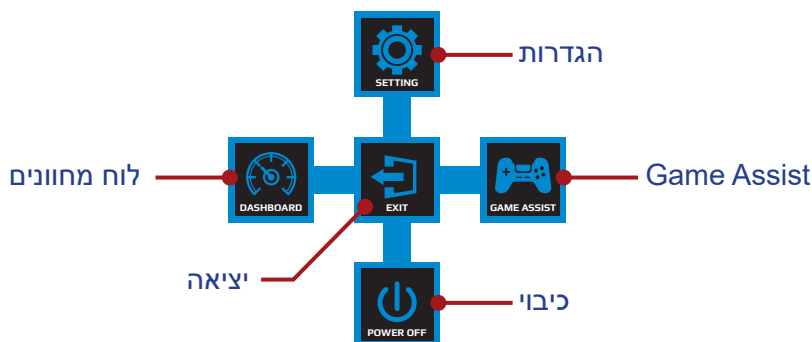 הגדרות
SETTING
לוח מחוונים
DASHBOARD
EXIT
GAME ASSIST
Game Assist
יציאה
כיבוי
POWER OFF